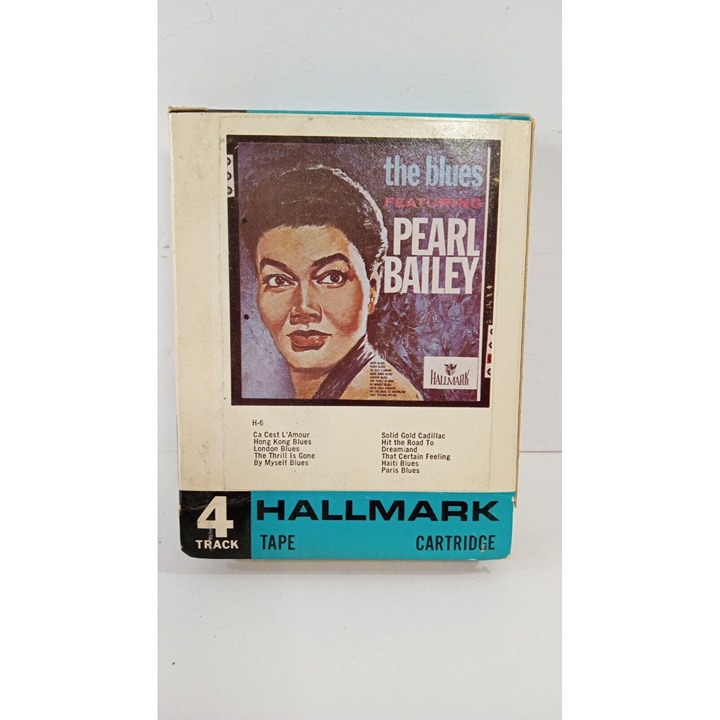 the blues
FEATURING
PEARL
BAILEY
HALLMARK
H-6
Ca Cest L'Amour
Hong Kong Blues
London Blues
The Thrill Is Gone
By Myself Blues
Solid Gold Cadillac
Hit the Road To
Dreamland
That Certain Feeling
Haiti Blues
Paris Blues
4
TRACK
HALLMARK
TAPE CARTRIDGE